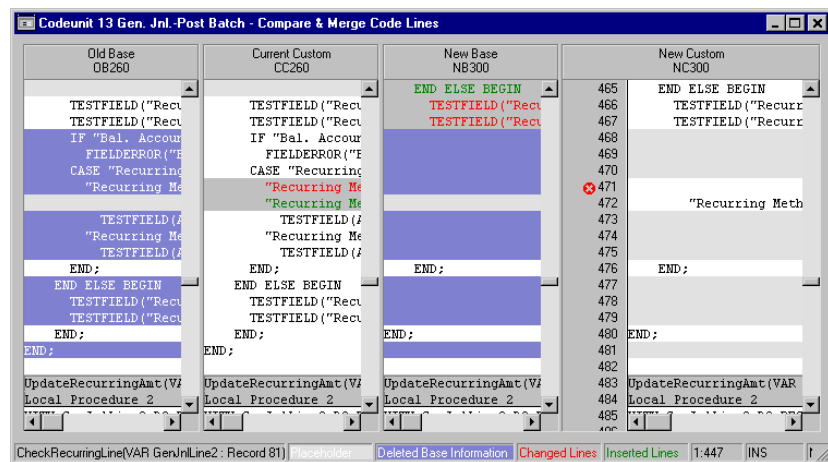 Codeunit 13 Gen. Jnl.-Post Batch - Compare & Merge Code Lines
Old Base
OB260
TESTFIELD("Recu
TESTFIELD("Recu
IF "Bal. Accour
FIELDERROR("E
CASE "Recurring
"Recurring Me
TESTFIELD(A
"Recurring Me
TESTFIELD(A
END;
END ELSE BEGIN
TESTFIELD("Recu
TESTFIELD("Recu
END;
END;
UpdateRecurringAmt(VA
Local Procedure 2
Current Custom
CC260
TESTFIELD("Recu
TESTFIELD("Recu
IF "Bal. Accour
FIELDERROR("E
CASE "Recurring
"Recurring Me
"Recurring Me
TESTFIELD(A
"Recurring Me
TESTFIELD(A
END;
END ELSE BEGIN
TESTFIELD("Recu
TESTFIELD("Recu
END;
END;
UpdateRecurringAmt(VA
Local Procedure 2
New Base
NB300
END ELSE BEGIN
TESTFIELD("Recu
TESTFIELD("Recu
END;
END;
UpdateRecurringAmt(VA
Local Procedure 2
New Custom
NC300
465 END ELSE BEGIN
466 TESTFIELD("Recurr
467 TESTFIELD("Recurr
468
469
470
471
472 "Recurring Meth
473
474
475
476 END;
477
478
479
480 END;
481
482
483 UpdateRecurringAmt(VAR
484 Local Procedure 2
485
CheckRecurringLine(VAR GenJnlLine2 : Record 81) Placeholder Deleted Base Information Changed Lines Inserted Lines 1:447 INS